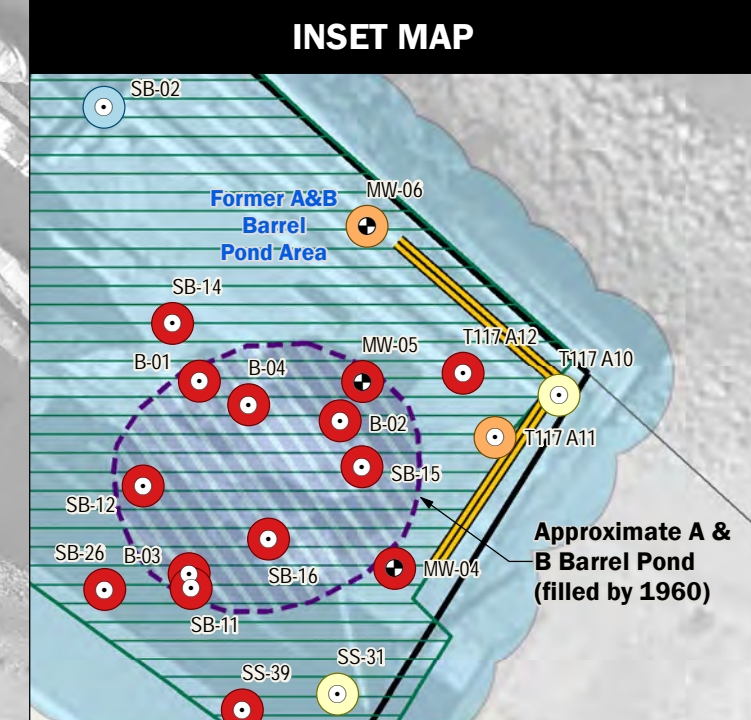 INSET MAP
SB-02
MW-06
Former A&B
Barrel
Pond Area
SB-14
T117 A12
MW-05
T117 A10
B-01
B-04
B-02
T117 A11
SB-15
SB-12
Approximate A &
B Barrel Pond
(filled by 1960)
SB-26
B-03
MW-04
SB-16
SB-11
SS-31
SS-39